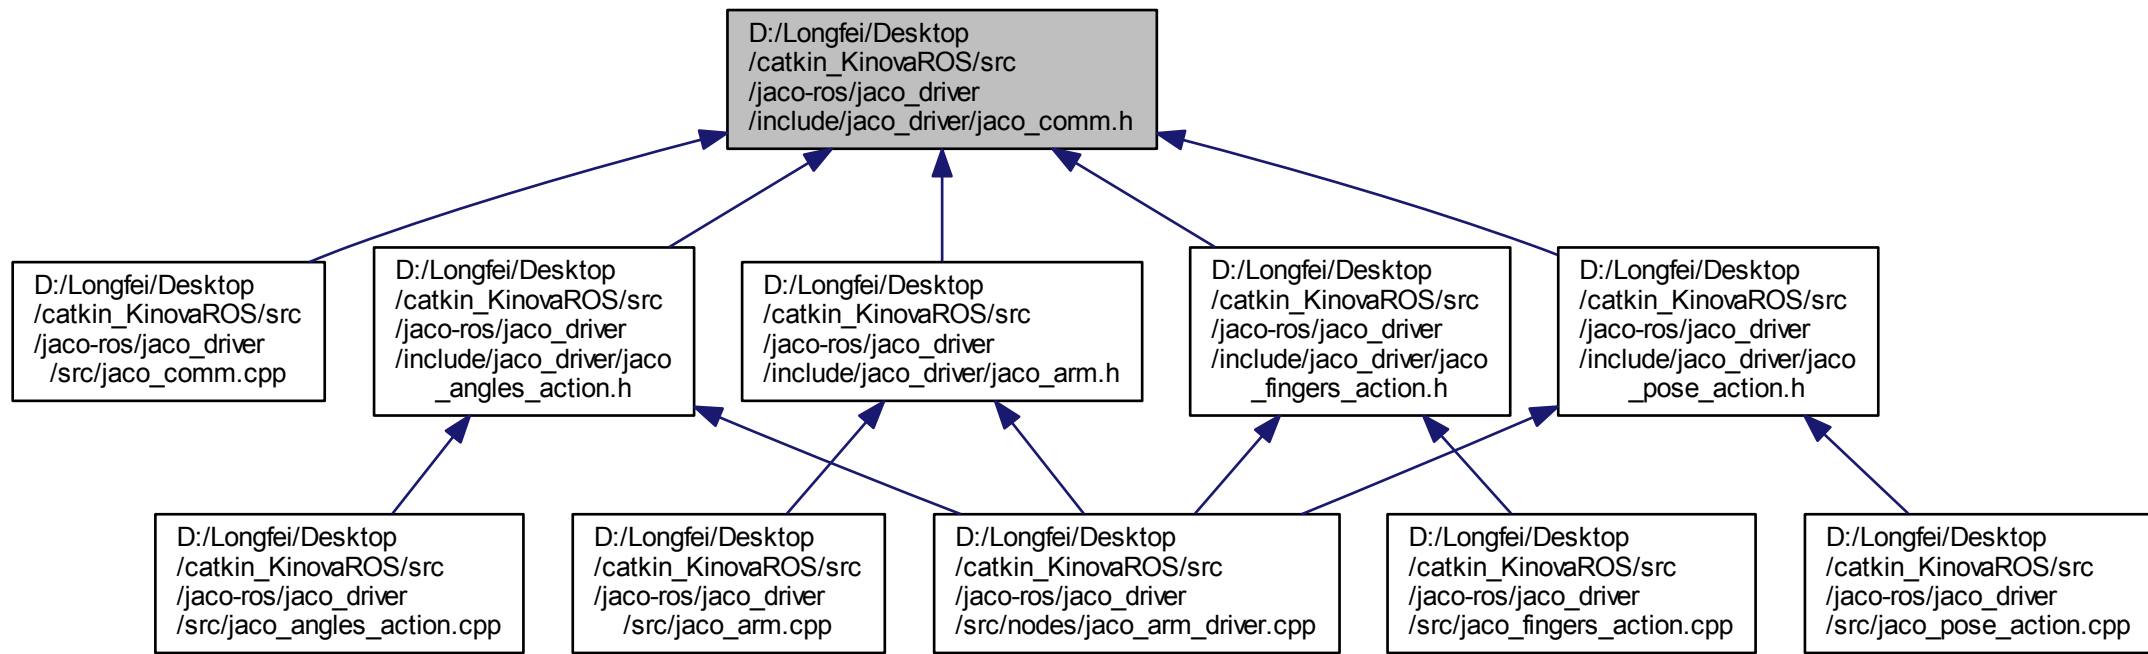 D:/Longfei/Desktop
/catkin_KinovaROS/src
/jaco-ros/jaco_driver
/include/jaco_driver/jaco_comm.h
D:/Longfei/Desktop
/catkin_KinovaROS/src
/jaco-ros/jaco_driver
/src/jaco_comm.cpp
D:/Longfei/Desktop
/catkin_KinovaROS/src
/jaco-ros/jaco_driver
/include/jaco_driver/jaco
_angles_action.h
D:/Longfei/Desktop
/catkin_KinovaROS/src
/jaco-ros/jaco_driver
/include/jaco_driver/jaco_arm.h
D:/Longfei/Desktop
/catkin_KinovaROS/src
/jaco-ros/jaco_driver
/include/jaco_driver/jaco
_fingers_action.h
D:/Longfei/Desktop
/catkin_KinovaROS/src
/jaco-ros/jaco_driver
/include/jaco_driver/jaco
_pose_action.h
D:/Longfei/Desktop
/catkin_KinovaROS/src
/jaco-ros/jaco_driver
/src/jaco_angles_action.cpp
D:/Longfei/Desktop
/catkin_KinovaROS/src
/jaco-ros/jaco_driver
/src/jaco_arm.cpp
D:/Longfei/Desktop
/catkin_KinovaROS/src
/jaco-ros/jaco_driver
/src/nodes/jaco_arm_driver.cpp
D:/Longfei/Desktop
/catkin_KinovaROS/src
/jaco-ros/jaco_driver
/src/jaco_fingers_action.cpp
D:/Longfei/Desktop
/catkin_KinovaROS/src
/jaco-ros/jaco_driver
/src/jaco_pose_action.cpp